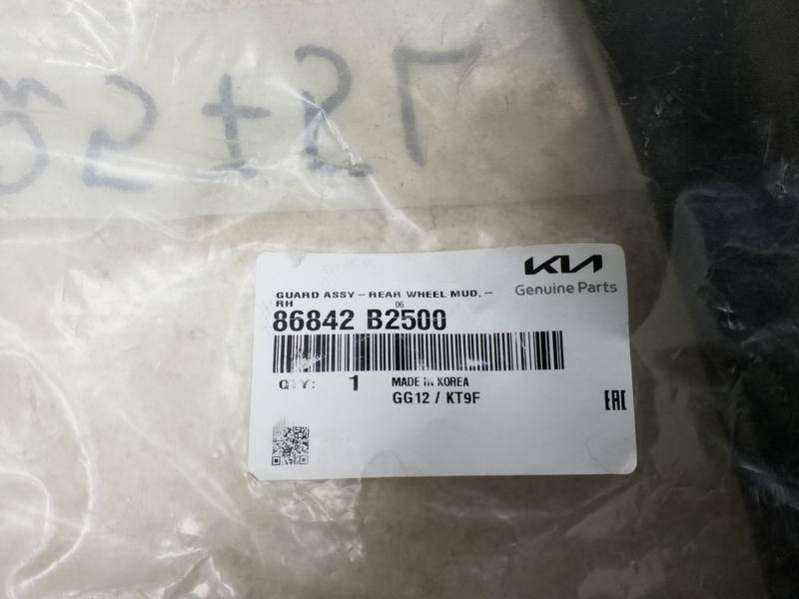 KIA
Genuine Parts
GUARD ASSY-REAR WHEEL MUD,-
RH
06
86842 B2500
QTY: 1 MADE IN KOREA
GG12 / KT9F
EAC